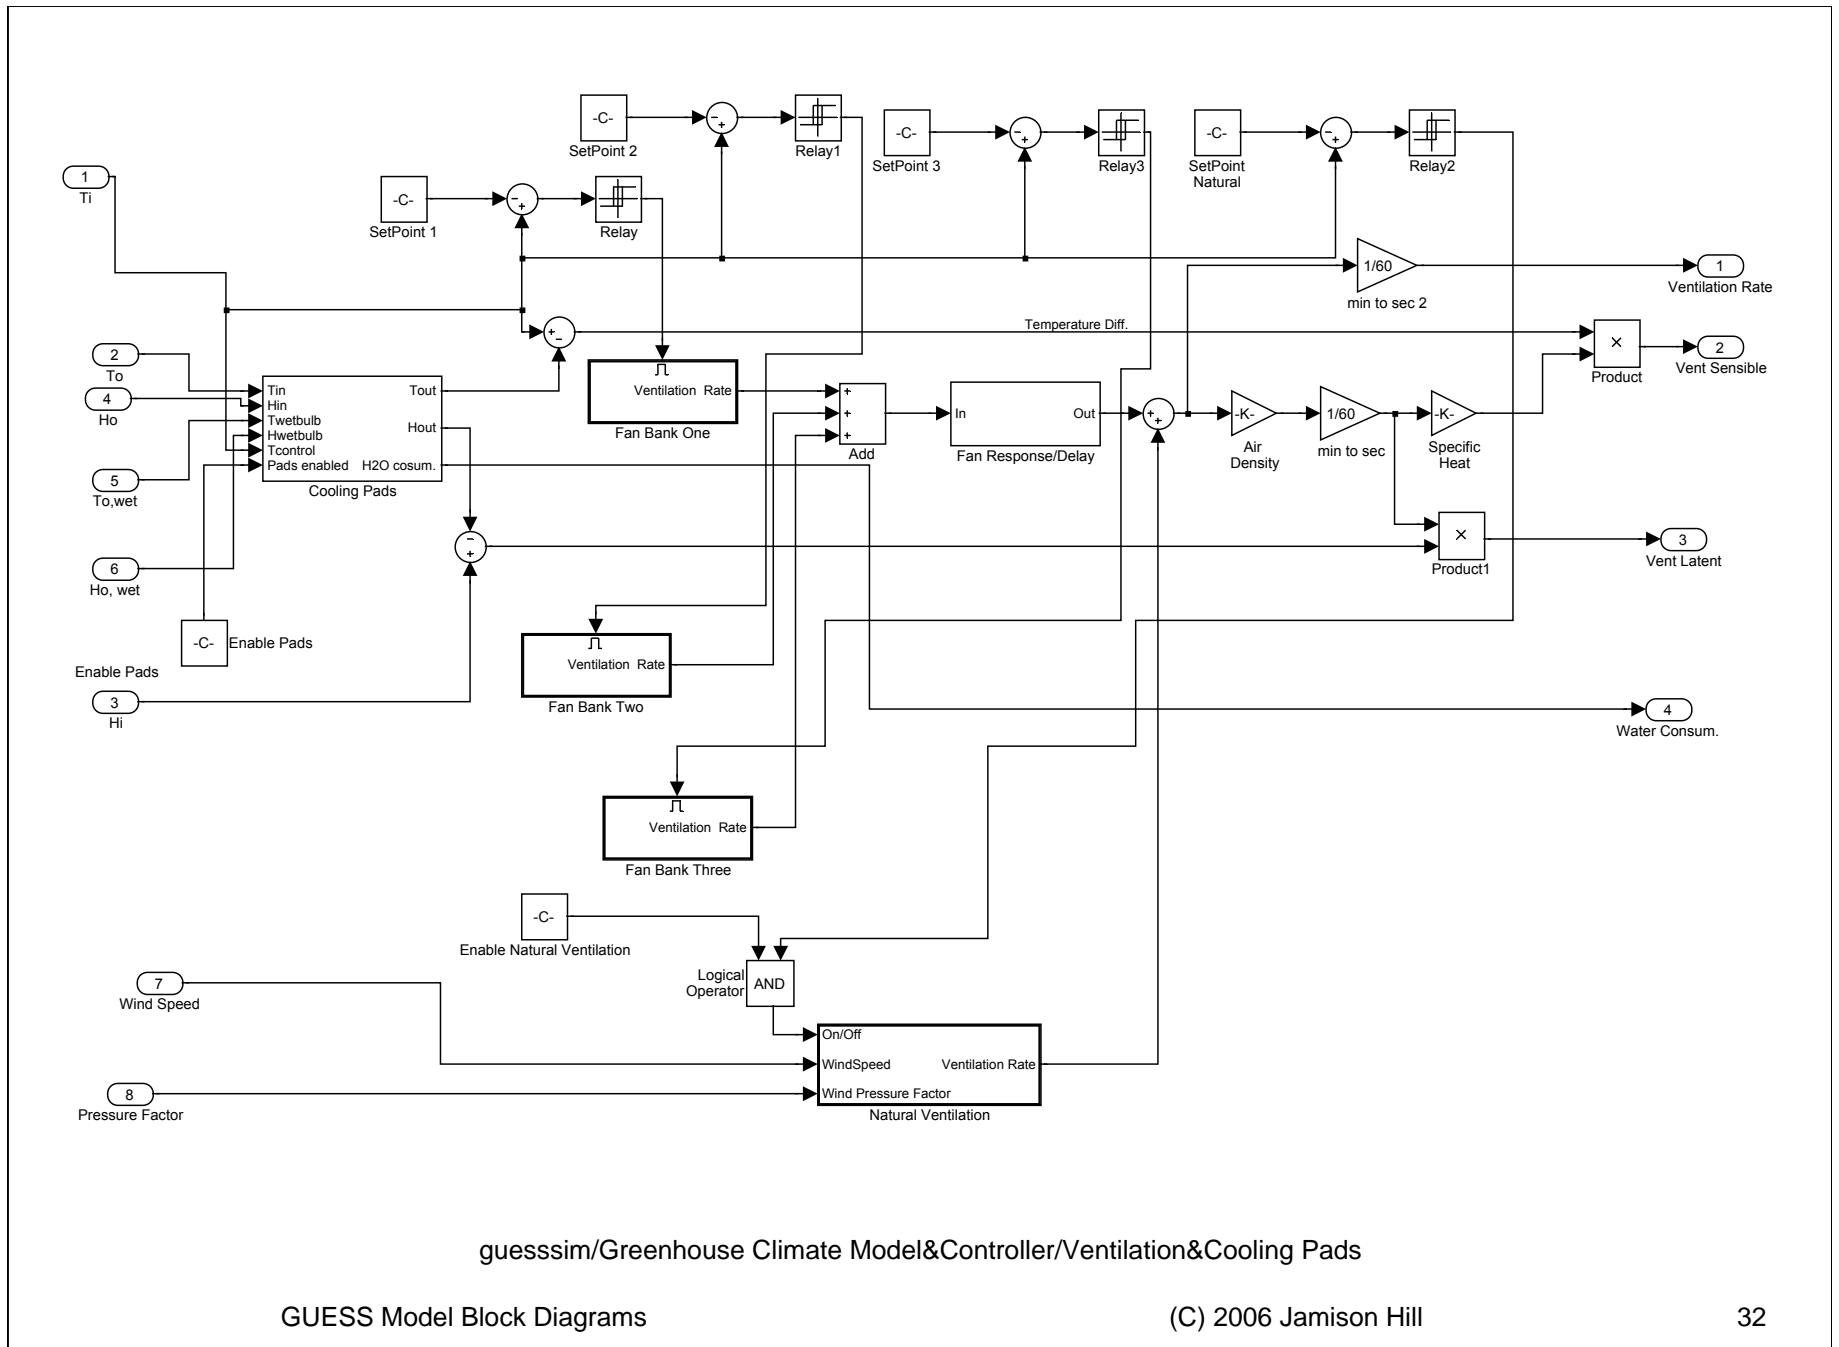 -C-
SetPoint 2
Relay1
-C-
SetPoint 3
Relay3
-C-
SetPoint
Natural
Relay2
1
Ti
-C-
SetPoint 1
Relay
1/60
min to sec 2
1
Ventilation Rate
Temperature Diff.
2
To
4
Ho
5
To,wet
6
Ho, wet
Tin
Hin
Twetbulb
Hwetbulb
Tcontrol
Pads enabled
Tout
Hout
H2O cosum.
Cooling Pads
Ventilation Rate
Fan Bank One
Add
In
Out
Fan Response/Delay
-K-
Air
Density
1/60
min to sec
-K-
Specific
Heat
×
Product
2
Vent Sensible
×
Product1
3
Vent Latent
-C-
Enable Pads
Enable Pads
3
Hi
Ventilation Rate
Fan Bank Two
4
Water Consum.
Ventilation Rate
Fan Bank Three
-C-
Enable Natural Ventilation
Logical
Operator
AND
7
Wind Speed
8
Pressure Factor
On/Off
WindSpeed
Wind Pressure Factor
Ventilation Rate
Natural Ventilation
guesssim/Greenhouse Climate Model&Controller/Ventilation&Cooling Pads
GUESS Model Block Diagrams
(C) 2006 Jamison Hill
32